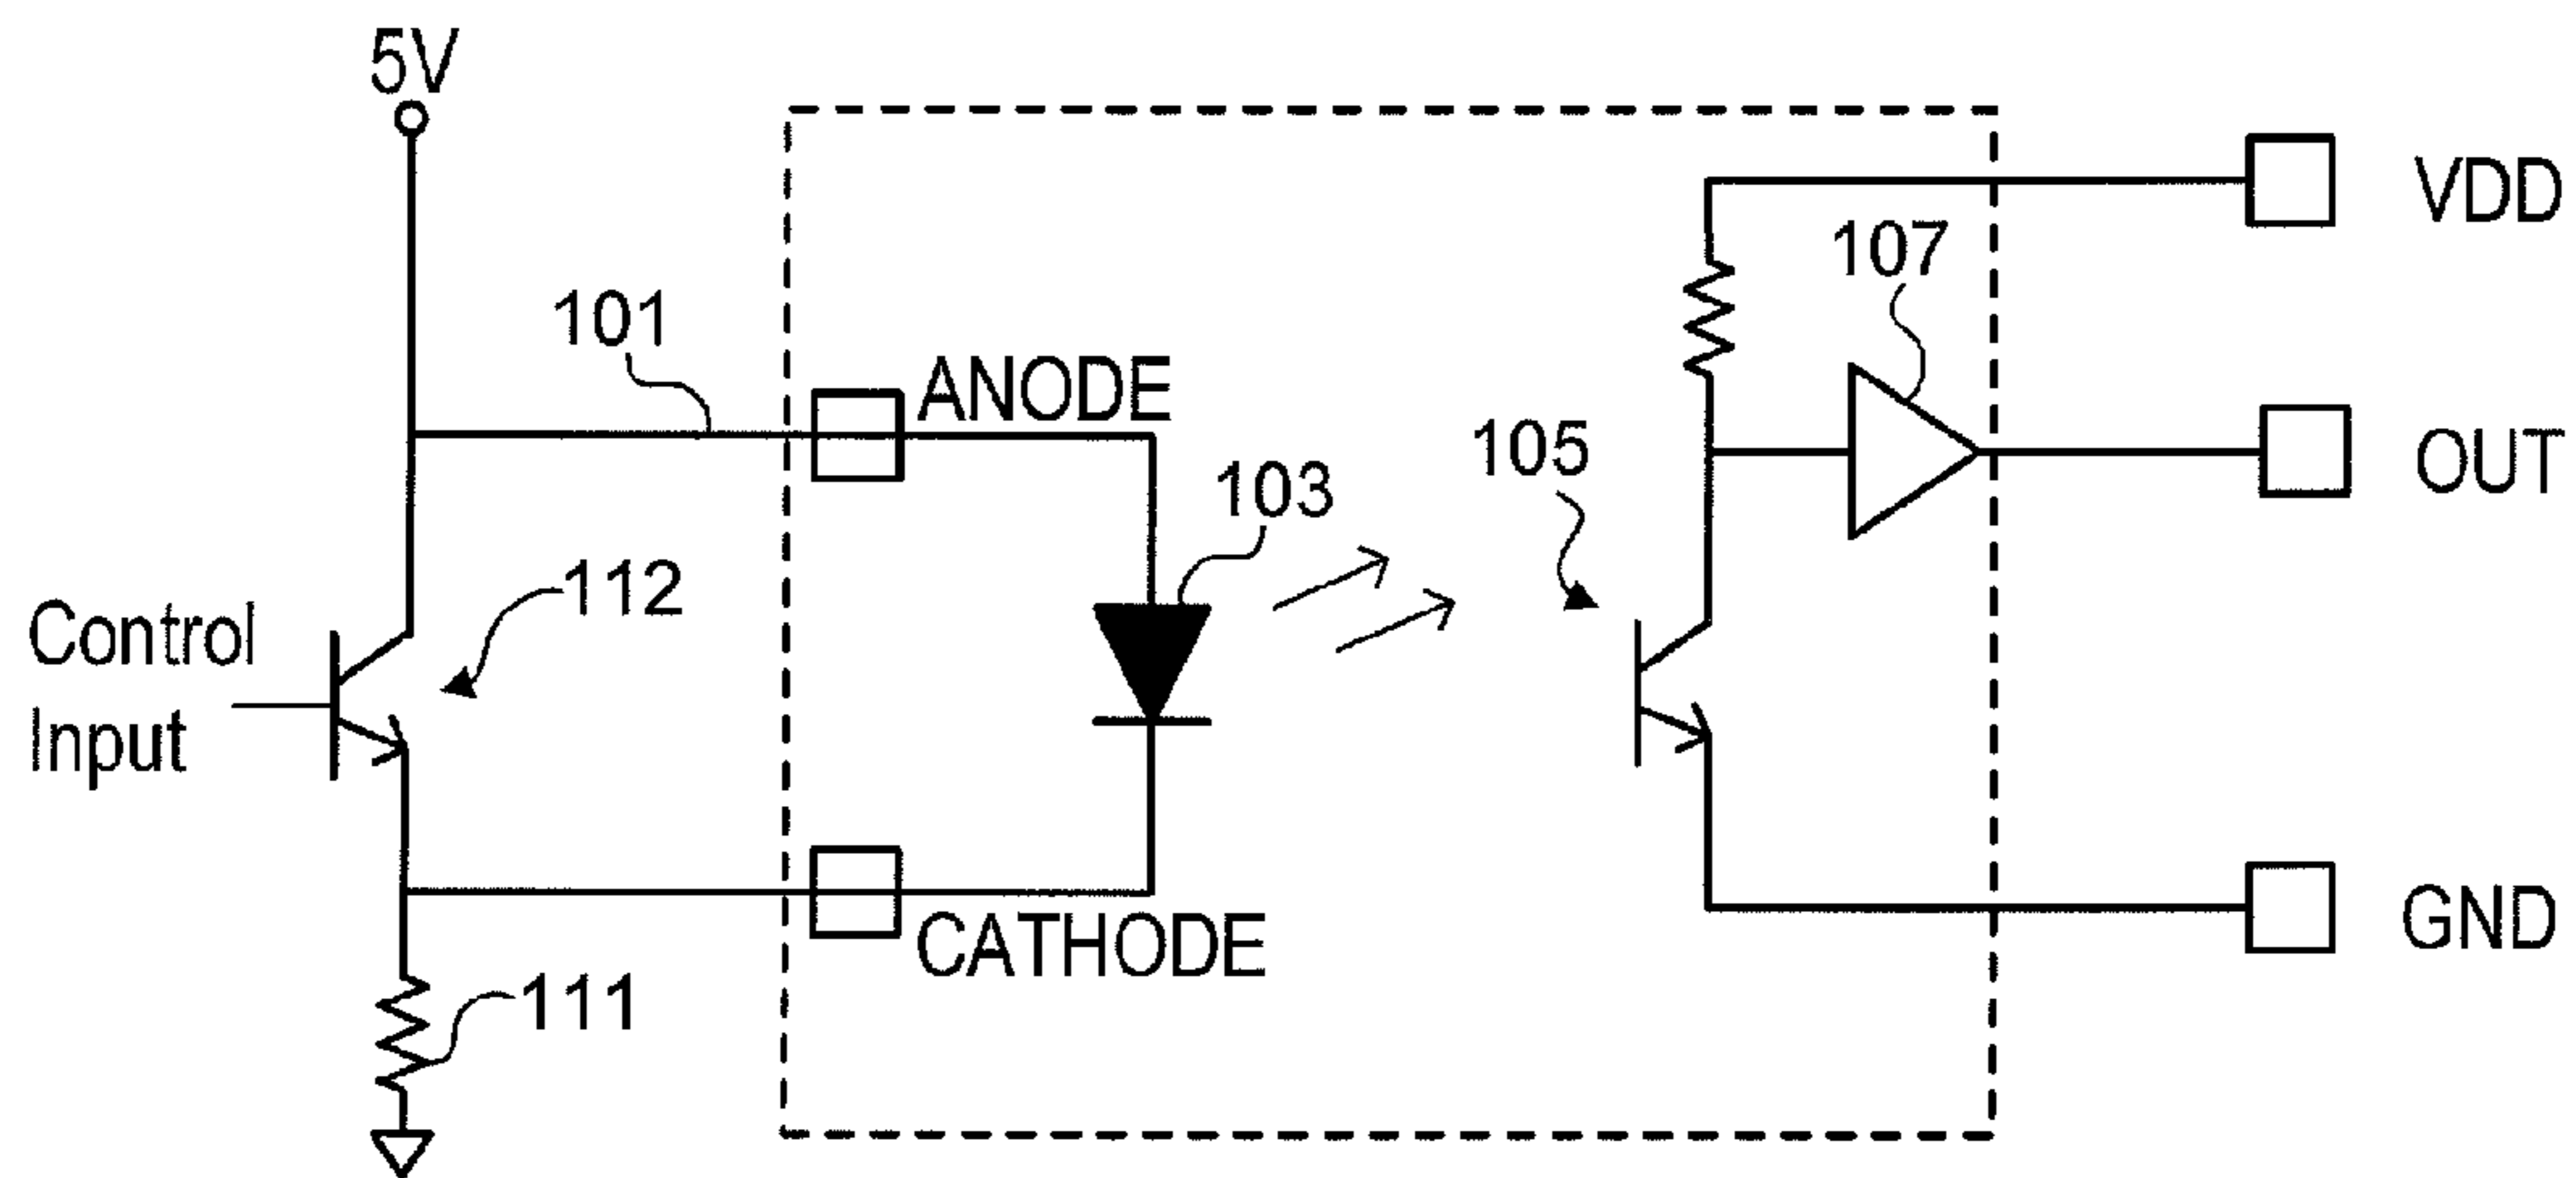 5V
VDD
107
101
ANODE
105
OUT
103
112
Control
Input
CATHODE
GND
111